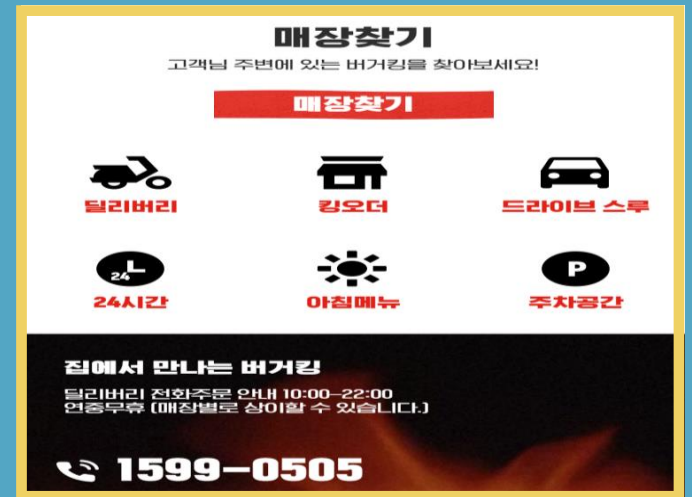 매장찾기
고객님 주변에 있는 버거킹을 찾아보세요!
매장찾기
딜리버리
킹오더
드라이브 스루
24
24시간
P
아침메뉴
주차공간
집에서 만나는 버거킹
딜리버리 전화주문 안내 10:00–22:00
연중무휴 (매장별로 상이할 수 있습니다.)
1599–0505